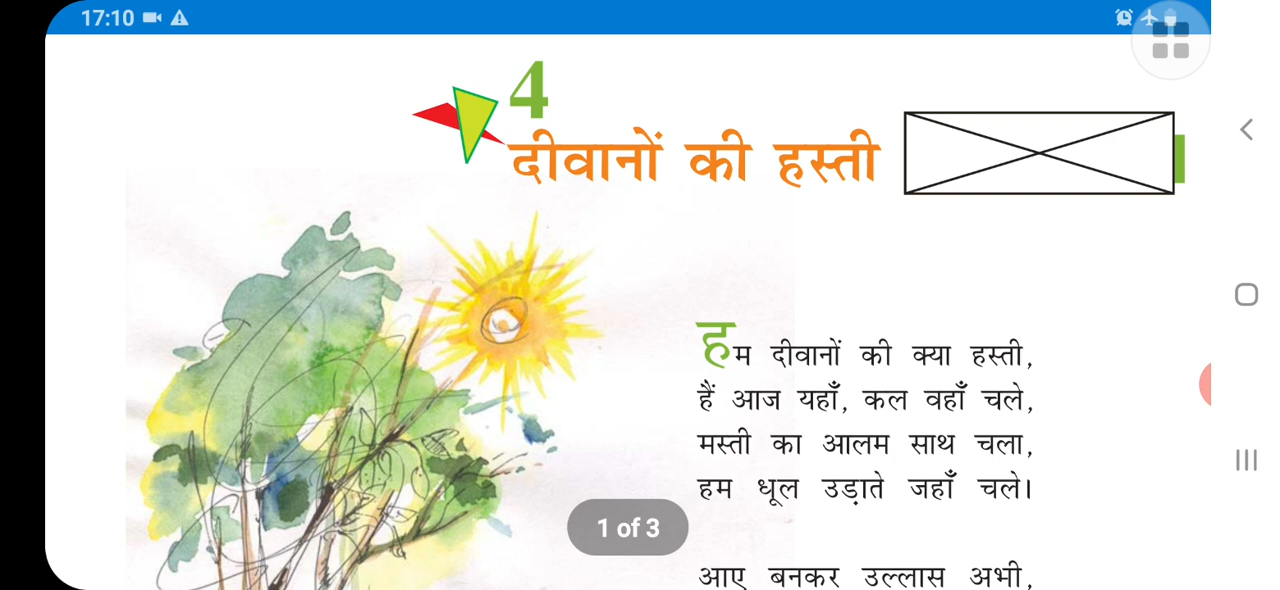 17:10
4
दीवानों की हस्ती
हम दीवानों की क्या हस्ती,
हैं आज यहाँ, कल वहाँ चले,
मस्ती का आलम साथ चला,
हम धूल उड़ाते जहाँ चले।
1 of 3
आए बनकर उल्लास अभी,